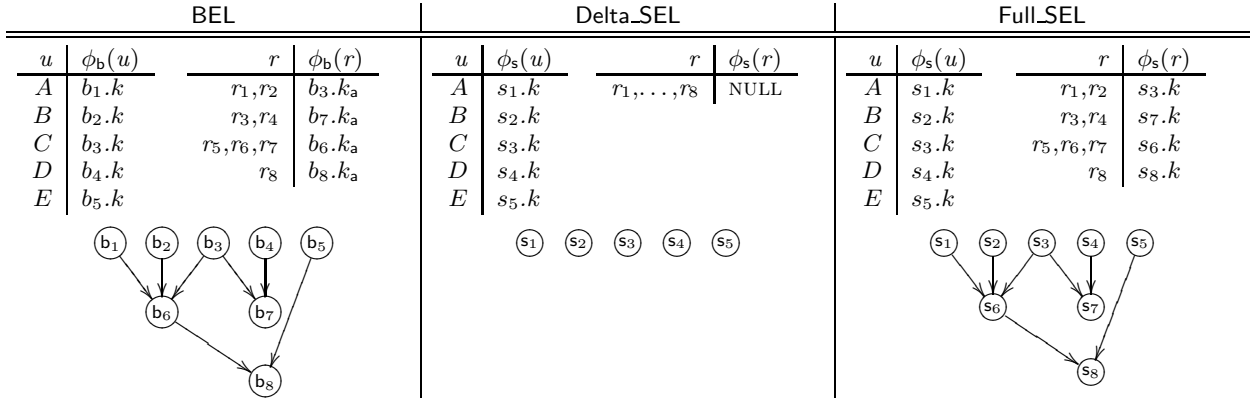 BEL Delta_SEL Full_SEL
u ϕb(u) r ϕb(r) u ϕs(u) r ϕs(r) u ϕs(u) r ϕs(r)
A b1.k r1,r2 b3.ka A s1.k r1,...,r8 NULL A s1.k r1,r2 s3.k
B b2.k r3,r4 b7.ka B s2.k B s2.k r3,r4 s7.k
C b3.k r5,r6,r7 b6.ka C s3.k C s3.k r5,r6,r7 s6.k
D b4.k r8 b8.ka D s4.k D s4.k r8 s8.k
E b5.k E s5.k E s5.k
b1 b2 b3 b4 b5 s1 s2 s3 s4 s5 s1 s2 s3 s4 s5
b6 b7 s6 s7
b8 s8